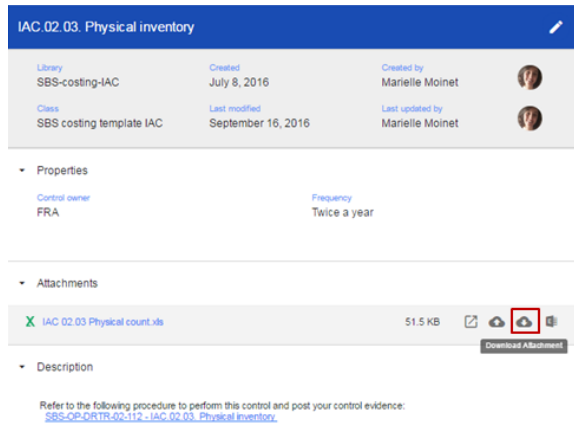 IAC.02.03. Physical inventory
Library
SBS-costing-IAC
Created
July 8, 2016
Created by
Marielle Moinet
Class
SBS costing template IAC
Last modified
September 16, 2016
Last updated by
Marielle Moinet
Properties
Control owner
FRA
Frequency
Twice a year
Attachments
IAC 02.03 Physical count.xls
51.5 KB
Download Attachment
Description
Refer to the following procedure to perform this control and post your control evidence:
SBS-OP-DRTR-02-112 - IAC.02.03. Physical inventory